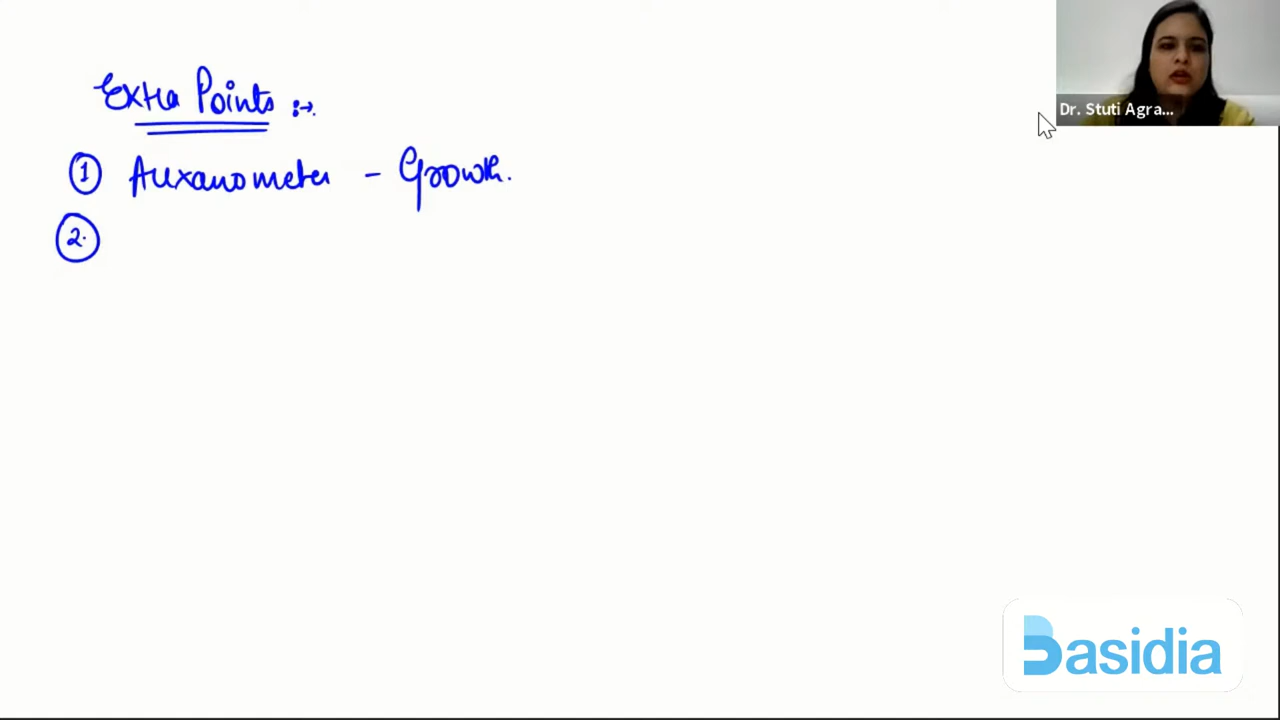 Extra Points :→.
① Auxanometer - Growth.
②.
Dr. Stuti Agra...
Basidia